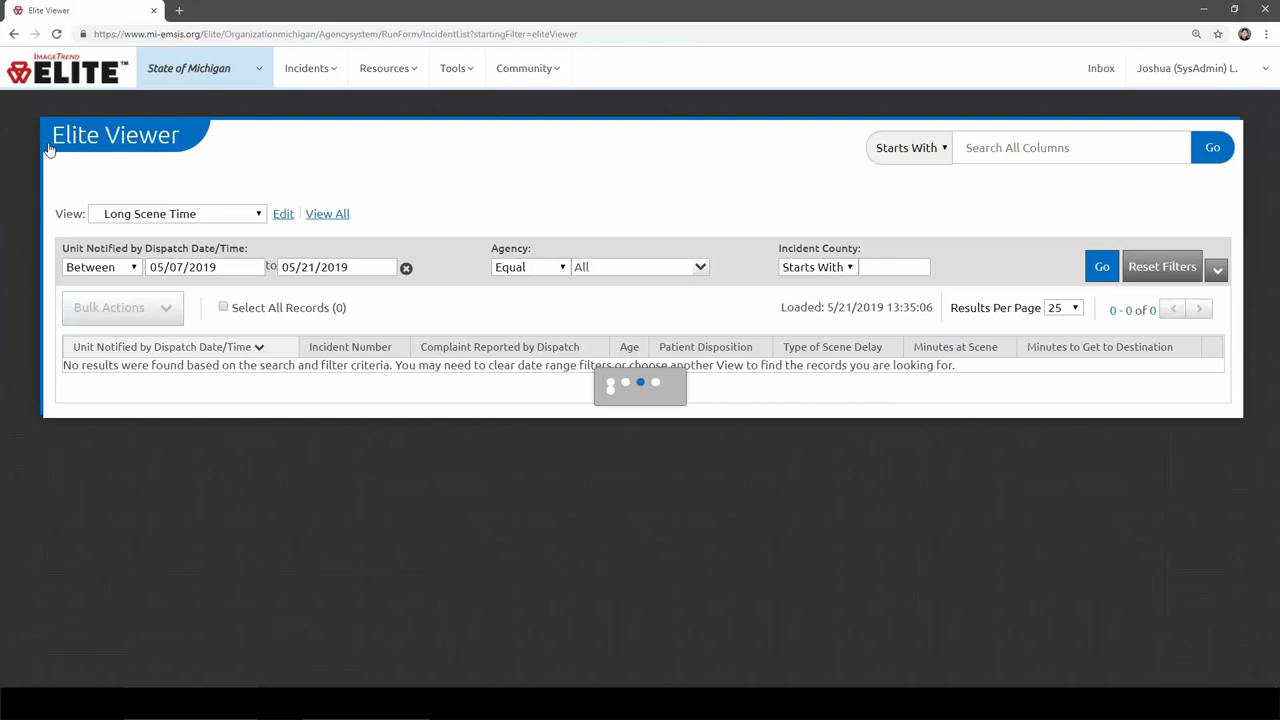 Elite Viewer
https://www.mi-emsis.org/Elite/Organizationmichigan/Agencysystem/RunForm/IncidentList?startingFilter=eliteViewer
IMAGETREND
ELITE™
State of Michigan
Incidents
Resources
Tools
Community
Inbox
Joshua (SysAdmin) L.
Elite Viewer
Starts With
Search All Columns
Go
View:
Long Scene Time
Edit
View All
Unit Notified by Dispatch Date/Time:
Agency:
Incident County:
Between
05/07/2019
to
05/21/2019
Equal
All
Starts With
Go
Reset Filters
Bulk Actions
Select All Records (0)
Loaded: 5/21/2019 13:35:06
Results Per Page
25
0 - 0 of 0
Unit Notified by Dispatch Date/Time
Incident Number
Complaint Reported by Dispatch
Age
Patient Disposition
Type of Scene Delay
Minutes at Scene
Minutes to Get to Destination
No results were found based on the search and filter criteria. You may need to clear date range filters or choose another View to find the records you are looking for.